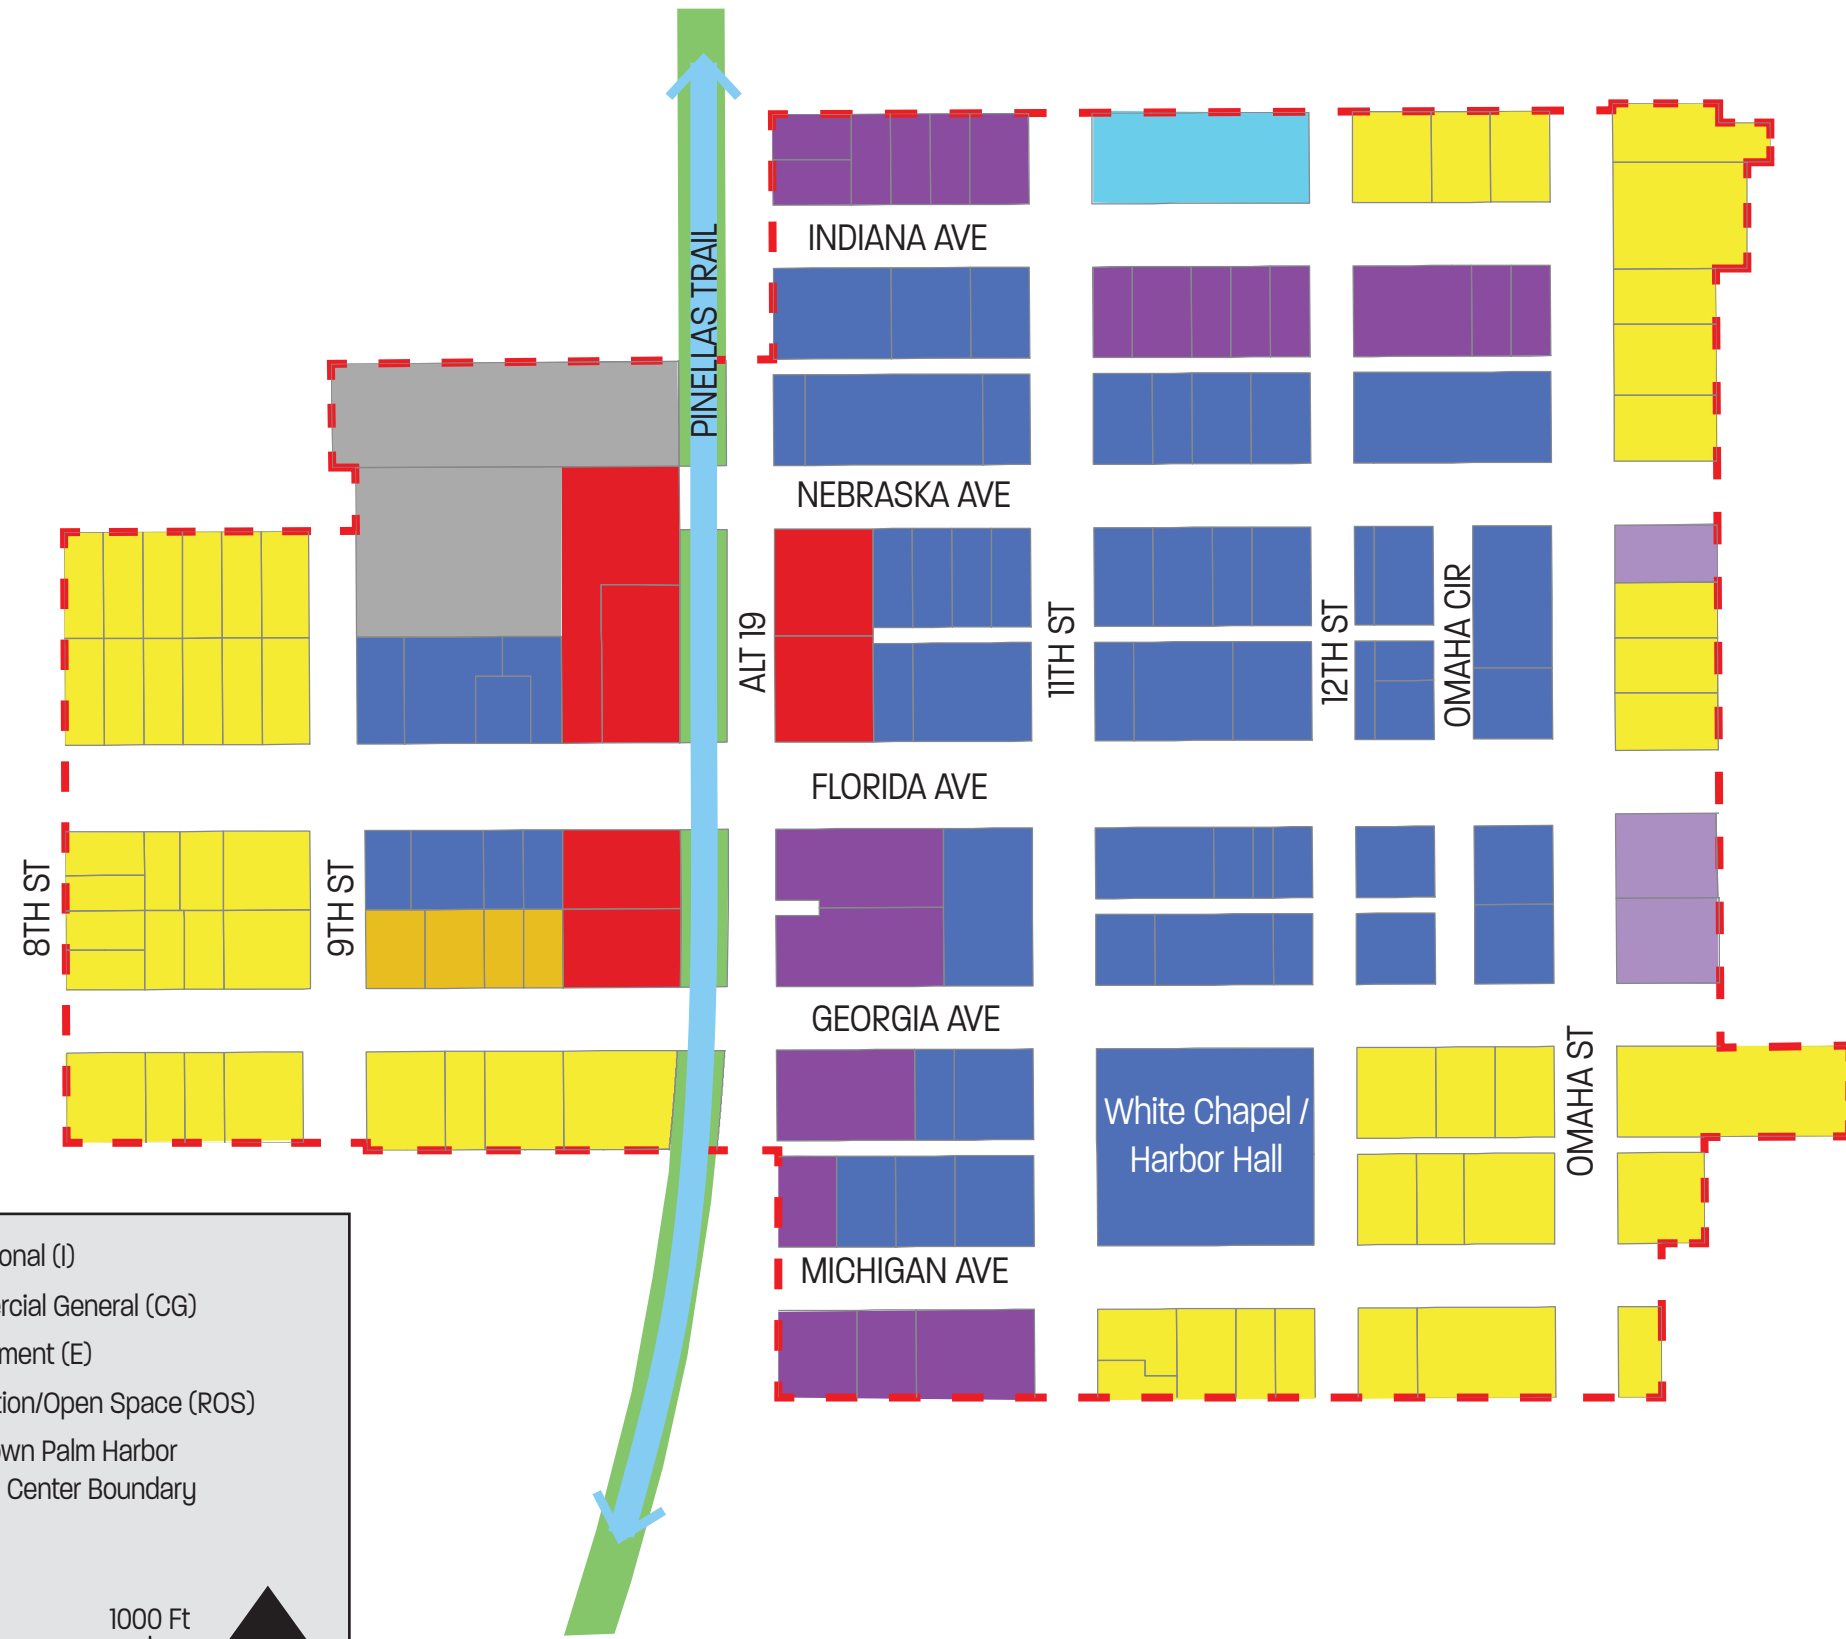 INDIANA AVE
PINELLAS TRAIL
NEBRASKA AVE
ALT 19
11TH ST
12TH ST
OMAHA CIR
FLORIDA AVE
8TH ST
9TH ST
GEORGIA AVE
White Chapel /
Harbor Hall
OMAHA ST
MICHIGAN AVE
onal (I)
rcial General (CG)
ment (E)
tion/Open Space (ROS)
wn Palm Harbor
Center Boundary
1000 Ft